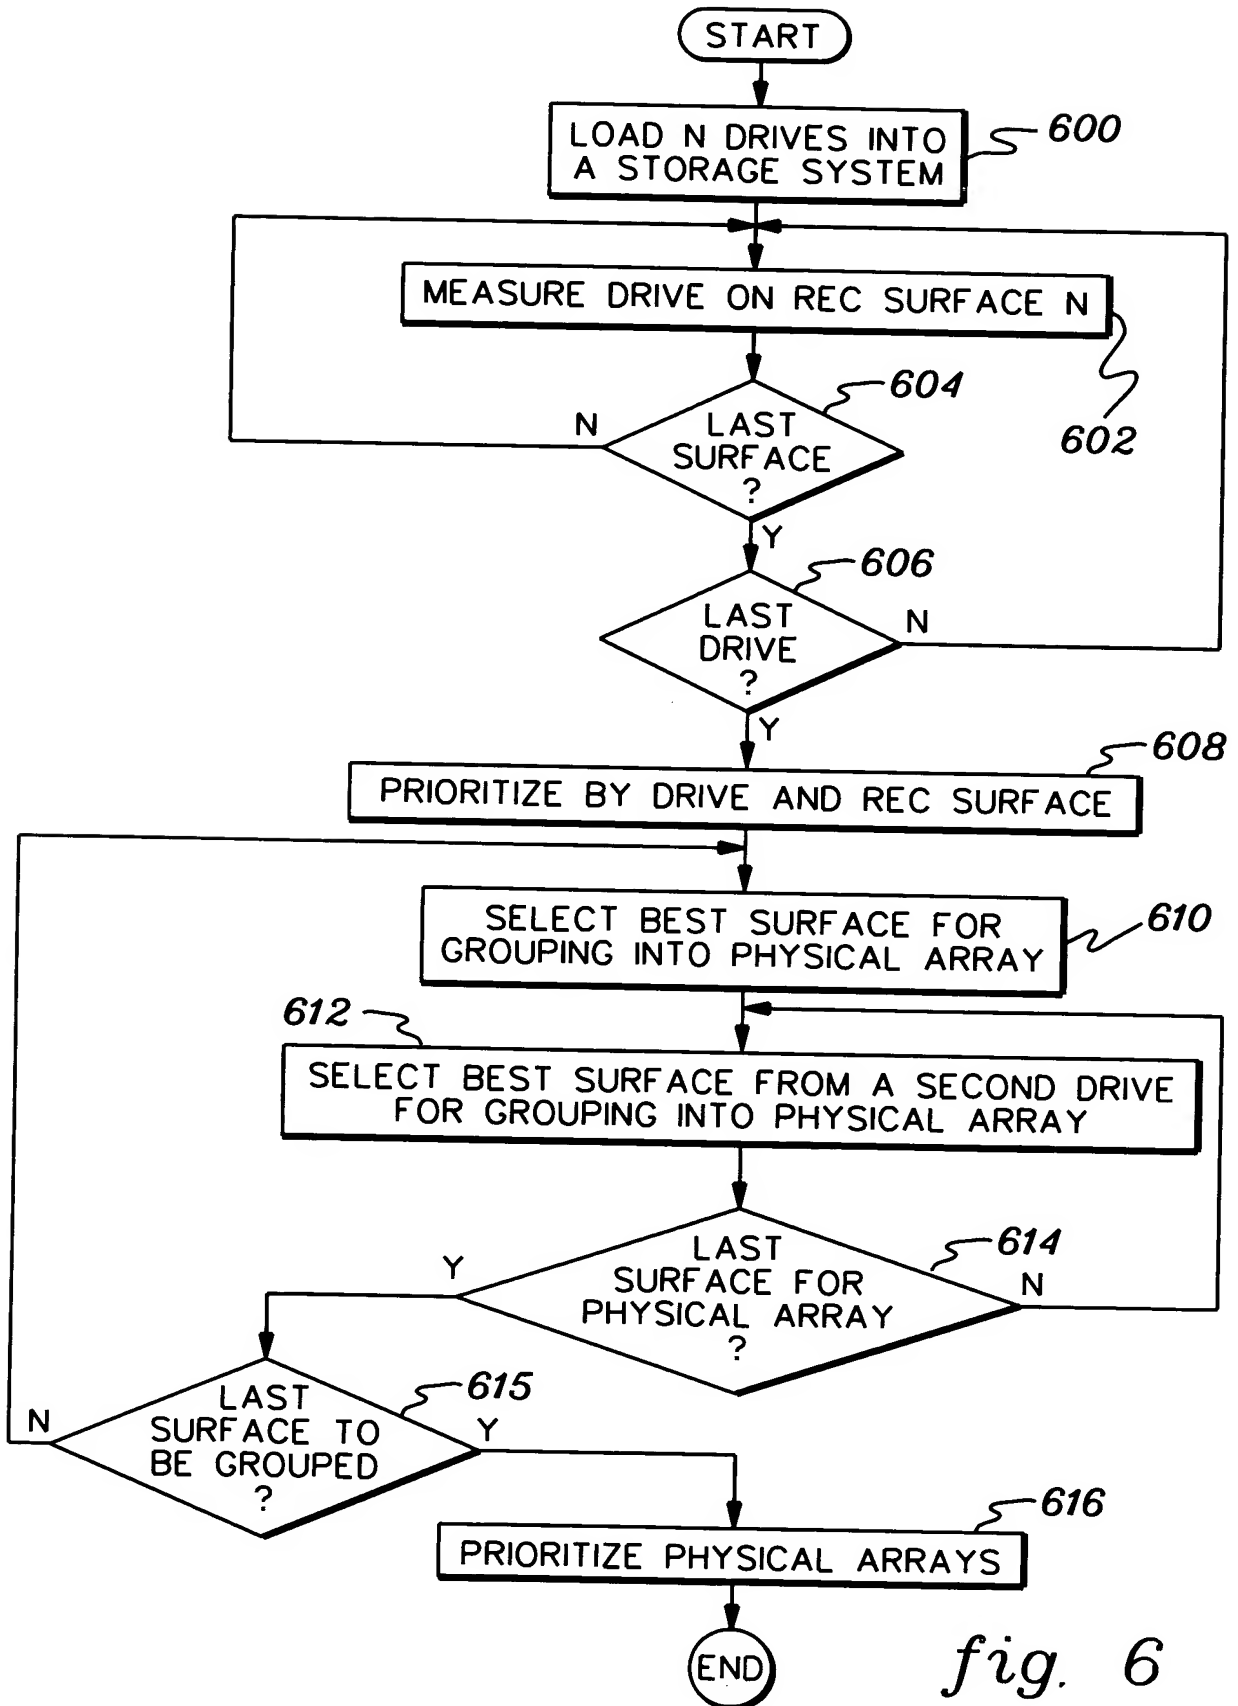 START
LOAD N DRIVES INTO
A STORAGE SYSTEM
600
MEASURE DRIVE ON REC SURFACE N
602
604
LAST
SURFACE
?
N
Y
606
LAST
DRIVE
?
N
Y
608
PRIORITIZE BY DRIVE AND REC SURFACE
SELECT BEST SURFACE FOR
GROUPING INTO PHYSICAL ARRAY
610
612
SELECT BEST SURFACE FROM A SECOND DRIVE
FOR GROUPING INTO PHYSICAL ARRAY
614
LAST
SURFACE FOR
PHYSICAL ARRAY
?
Y
N
615
LAST
SURFACE TO
BE GROUPED
?
N
Y
616
PRIORITIZE PHYSICAL ARRAYS
END
fig. 6